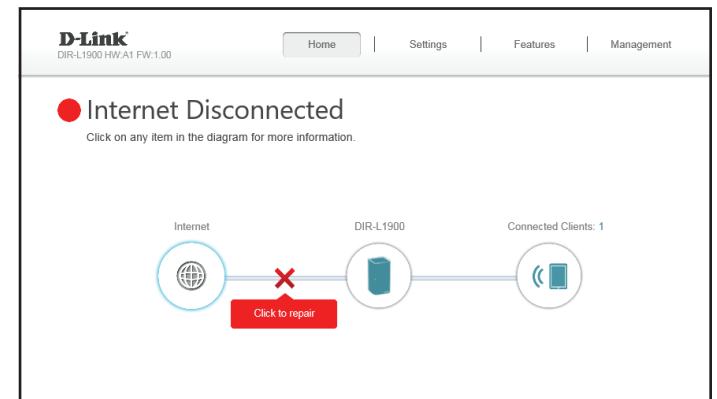 D-Link
DIR-L1900 HW:A1 FW:1.00
Home
Settings
Features
Management
Internet Disconnected
Click on any item in the diagram for more information.
Internet
DIR-L1900
Connected Clients: 1
Click to repair